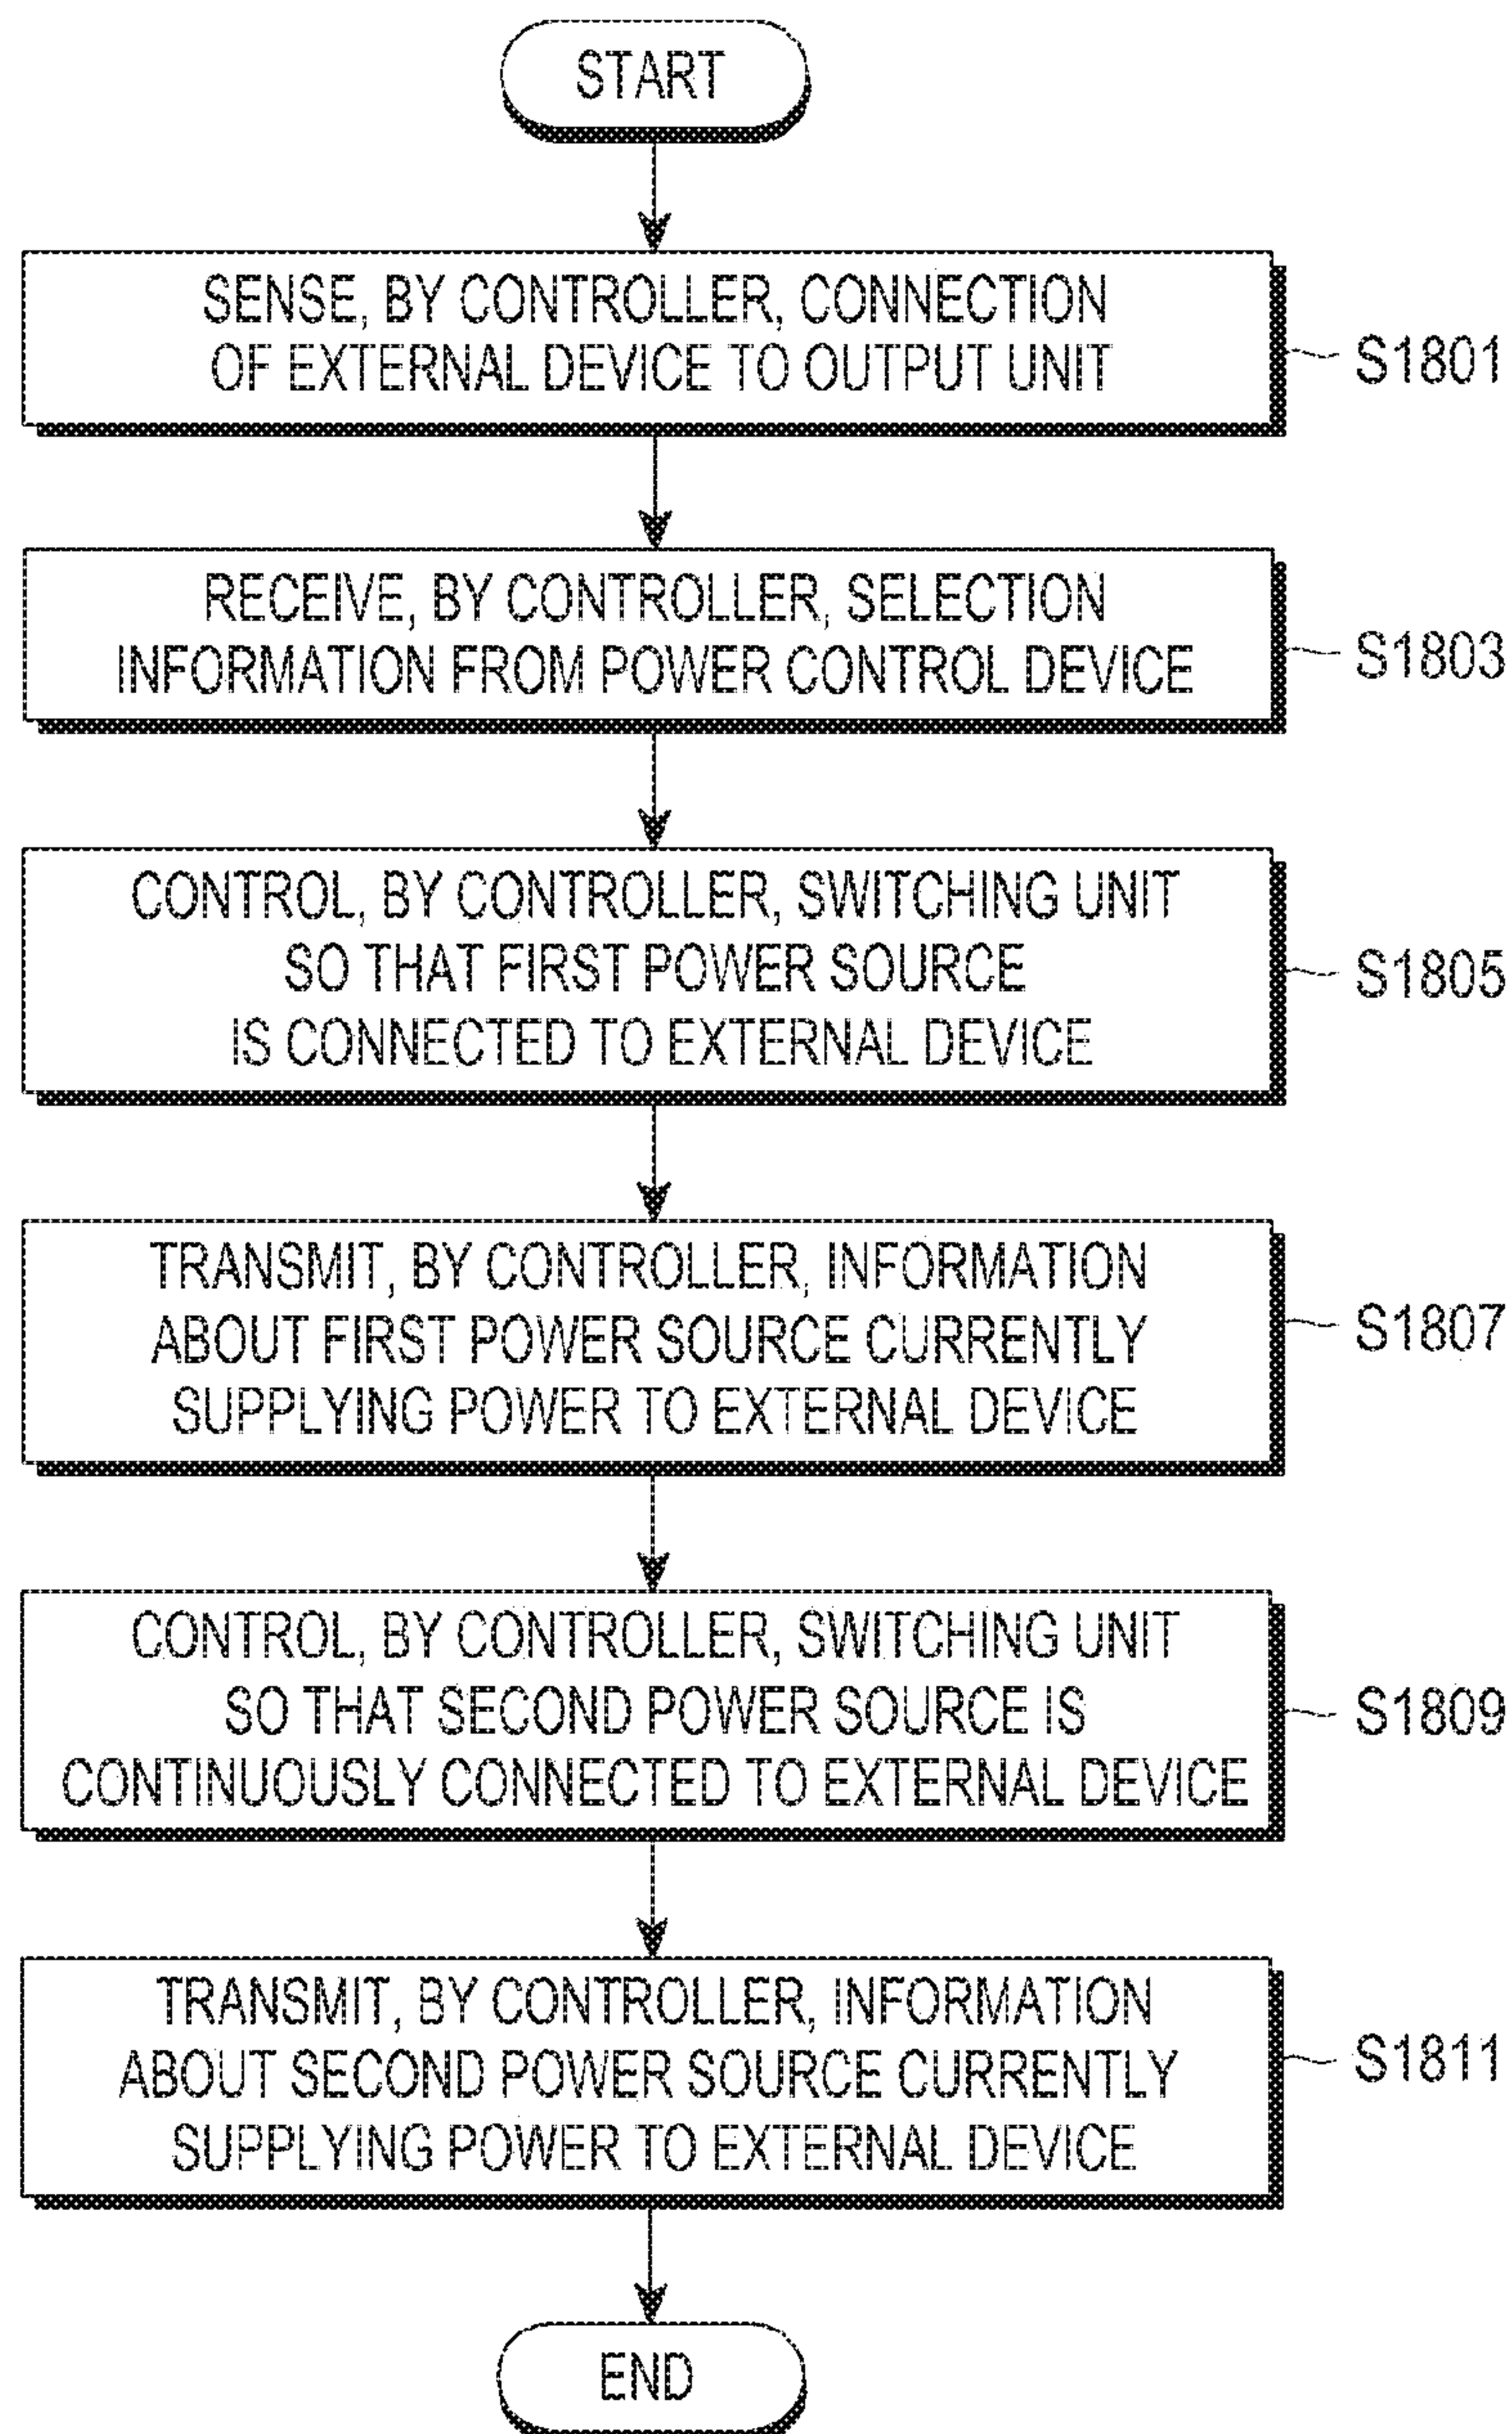 START
SENSE, BY CONTROLLER, CONNECTION
OF EXTERNAL DEVICE TO OUTPUT UNIT
S1801
RECEIVE, BY CONTROLLER, SELECTION
INFORMATION FROM POWER CONTROL DEVICE
S1803
CONTROL, BY CONTROLLER, SWITCHING UNIT
SO THAT FIRST POWER SOURCE
IS CONNECTED TO EXTERNAL DEVICE
S1805
TRANSMIT, BY CONTROLLER, INFORMATION
ABOUT FIRST POWER SOURCE CURRENTLY
SUPPLYING POWER TO EXTERNAL DEVICE
S1807
CONTROL, BY CONTROLLER, SWITCHING UNIT
SO THAT SECOND POWER SOURCE IS
CONTINUOUSLY CONNECTED TO EXTERNAL DEVICE
S1809
TRANSMIT, BY CONTROLLER, INFORMATION
ABOUT SECOND POWER SOURCE CURRENTLY
SUPPLYING POWER TO EXTERNAL DEVICE
S1811
END